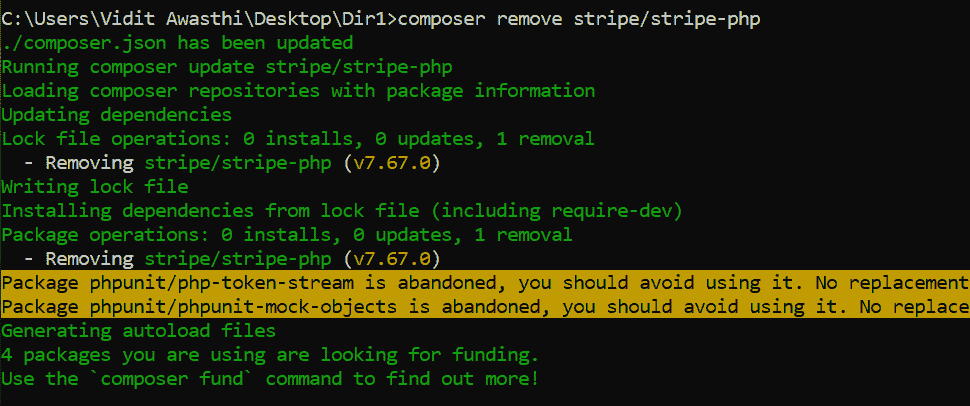 C:\Users\Vidit Awasthi\Desktop\Dir1>composer remove stripe/stripe-php
./composer.json has been updated
Running composer update stripe/stripe-php
Loading composer repositories with package information
Updating dependencies
Lock file operations: 0 installs, 0 updates, 1 removal
  - Removing stripe/stripe-php (v7.67.0)
Writing lock file
Installing dependencies from lock file (including require-dev)
Package operations: 0 installs, 0 updates, 1 removal
  - Removing stripe/stripe-php (v7.67.0)
Package phpunit/php-token-stream is abandoned, you should avoid using it. No replacement
Package phpunit/phpunit-mock-objects is abandoned, you should avoid using it. No replace
Generating autoload files
4 packages you are using are looking for funding.
Use the `composer fund` command to find out more!